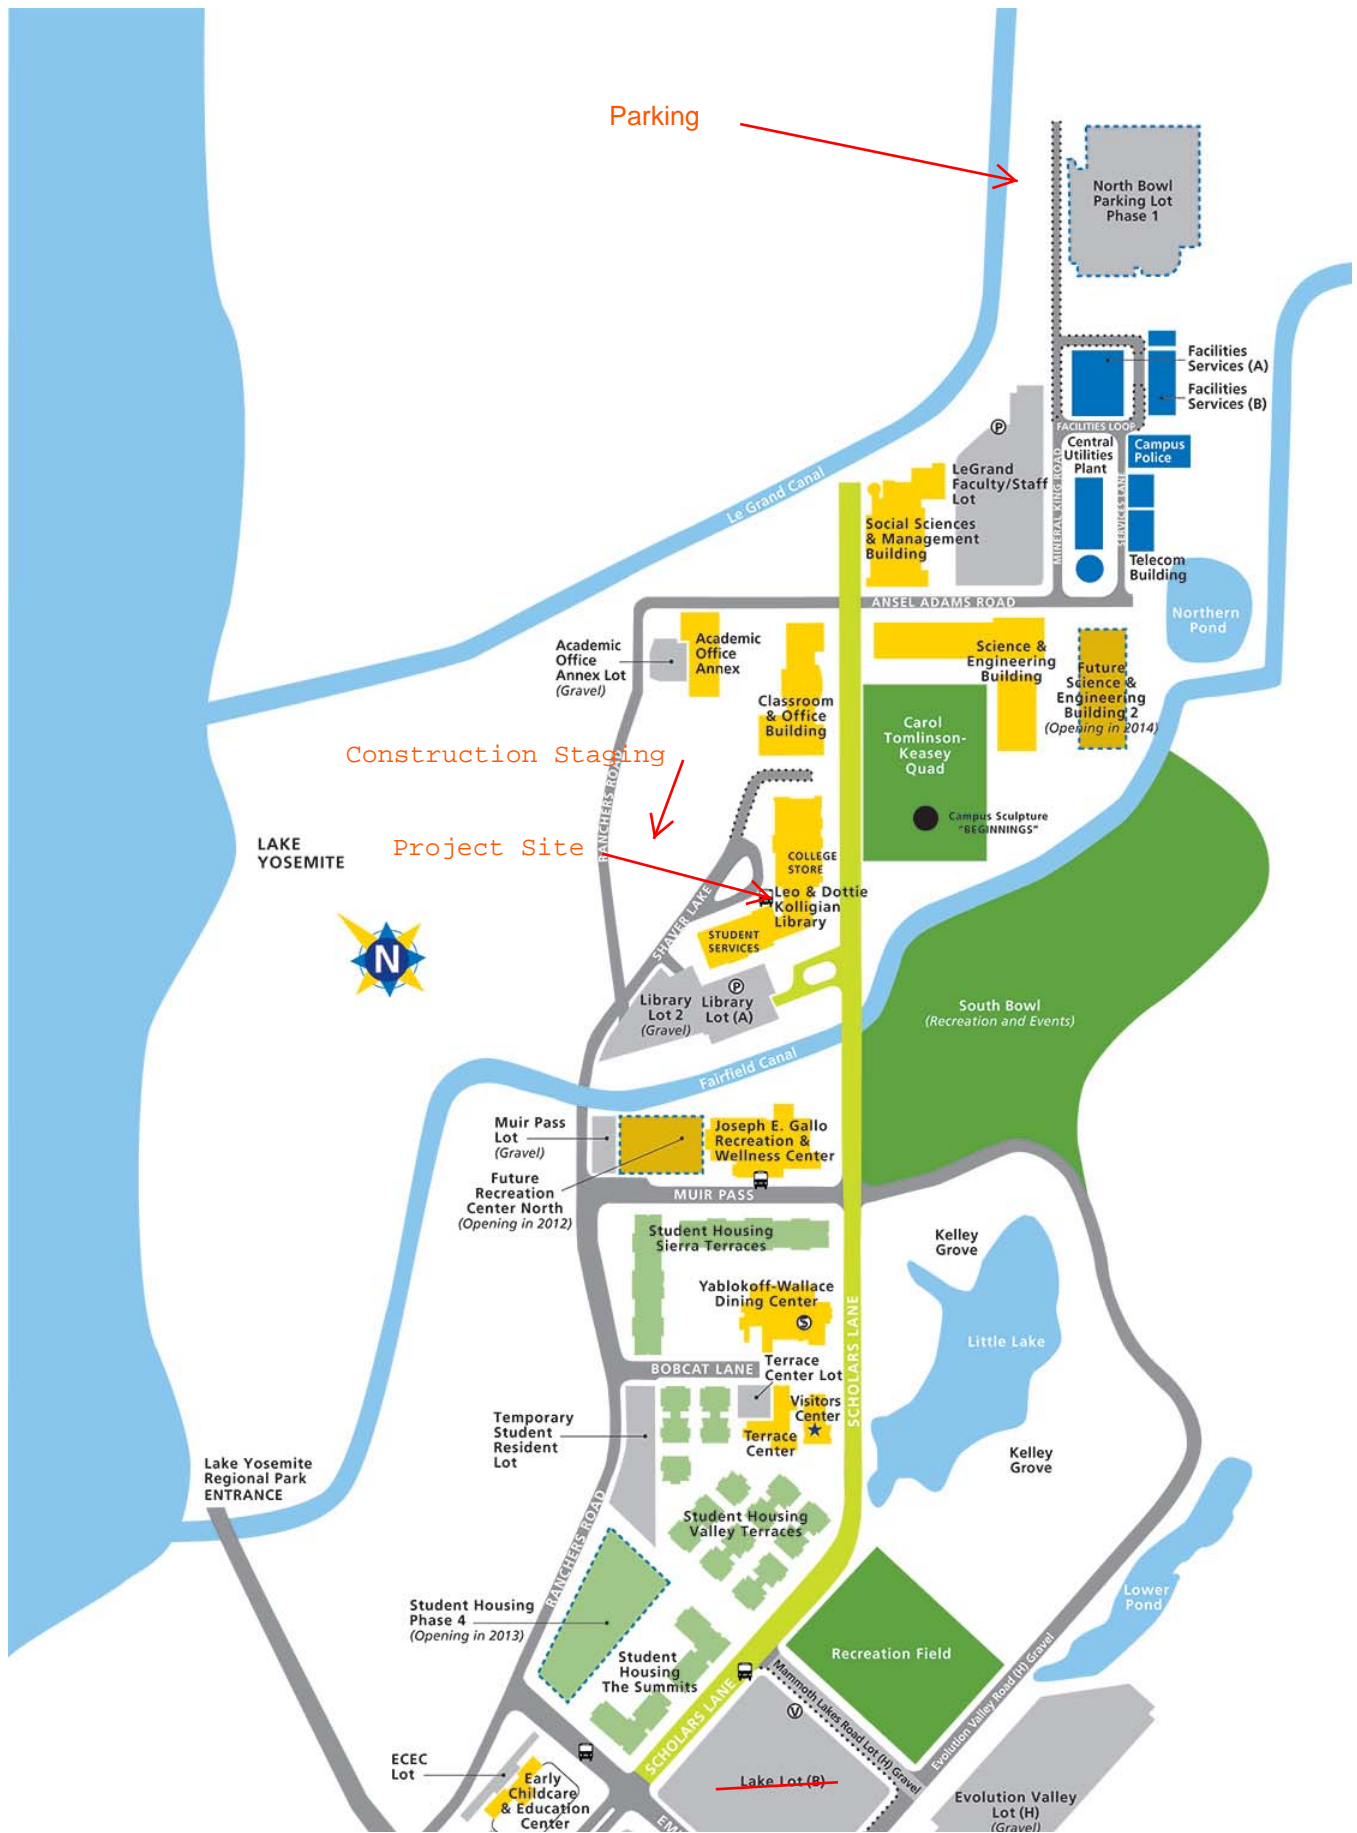 Parking
North Bowl
Parking Lot
Phase 1
Facilities
Services (A)
Facilities
Services (B)
FACILITIES LOOP
Central
Utilities
Plant
Campus
Police
MINERAL KING ROAD
SERVICES LANE
P
LeGrand
Faculty/Staff
Lot
Le Grand Canal
Social Sciences
& Management
Building
Telecom
Building
ANSEL ADAMS ROAD
Northern
Pond
Academic
Office
Annex Lot
(Gravel)
Academic
Office
Annex
Science &
Engineering
Building
Future
Science &
Engineering
Building 2
(Opening in 2014)
Classroom
& Office
Building
Carol
Tomlinson-
Keasey
Quad
Construction Staging
RANCHERS ROAD
Campus Sculpture
"BEGINNINGS"
LAKE
YOSEMITE
Project Site
COLLEGE
STORE
Leo & Dottie
Kolligian
Library
SHAVER LAKE
STUDENT
SERVICES
N
P
Library
Lot 2
(Gravel)
Library
Lot (A)
South Bowl
(Recreation and Events)
Fairfield Canal
Muir Pass
Lot
(Gravel)
Joseph E. Gallo
Recreation &
Wellness Center
Future
Recreation
Center North
(Opening in 2012)
MUIR PASS
Student Housing
Sierra Terraces
Kelley
Grove
Yablokoff-Wallace
Dining Center
S
SCHOLARS LANE
Little Lake
BOBCAT LANE
Terrace
Center Lot
Visitors
Center
Terrace
Center
Temporary
Student
Resident
Lot
Kelley
Grove
Lake Yosemite
Regional Park
ENTRANCE
Student Housing
Valley Terraces
RANCHERS ROAD
Lower
Pond
Student Housing
Phase 4
(Opening in 2013)
Student
Housing
The Summits
Recreation Field
SCHOLARS LANE
Mammoth Lakes Road Lot (H) Gravel
Evolution Valley Road (H) Gravel
V
ECEC
Lot
Early
Childcare
& Education
Center
Lake Lot (B)
Evolution Valley
Lot (H)
(Gravel)